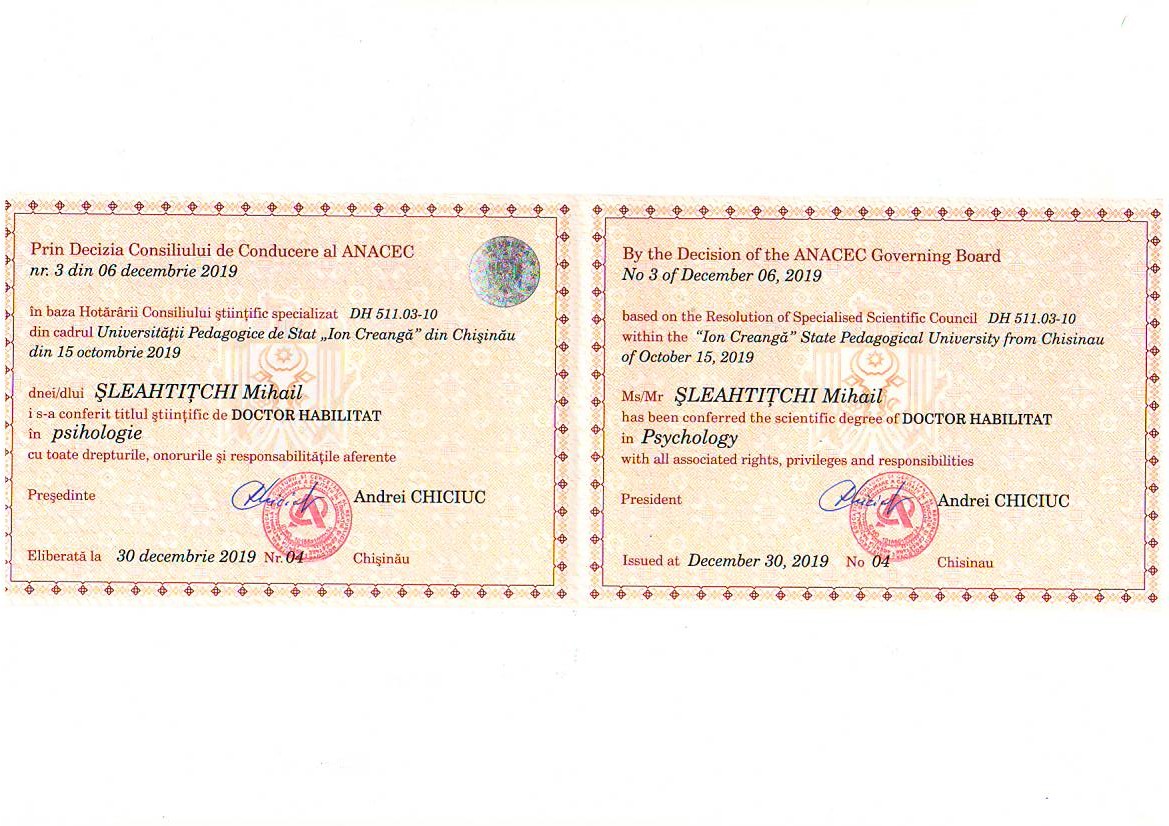 Prin Decizia Consiliului de Conducere al ANACEC
nr. 3 din 06 decembrie 2019
în baza Hotărârii Consiliului ştiinţific specializat DH 511.03-10
din cadrul Universităţii Pedagogice de Stat „Ion Creangă” din Chişinău
din 15 octombrie 2019
dnei/dlui ŞLEAHTIŢCHI Mihail
i s-a conferit titlul ştiinţific de DOCTOR HABILITAT
în psihologie
cu toate drepturile, onorurile şi responsabilităţile aferente
Preşedinte Andrei CHICIUC
Eliberată la 30 decembrie 2019 Nr. 04 Chişinău
By the Decision of the ANACEC Governing Board
No 3 of December 06, 2019
based on the Resolution of Specialised Scientific Council DH 511.03-10
within the “Ion Creangă” State Pedagogical University from Chisinau
of October 15, 2019
Ms/Mr ŞLEAHTIŢCHI Mihail
has been conferred the scientific degree of DOCTOR HABILITAT
in Psychology
with all associated rights, privileges and responsibilities
President Andrei CHICIUC
Issued at December 30, 2019 No 04 Chisinau